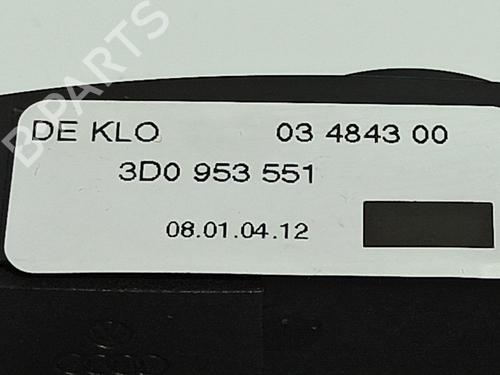 B-PARTS
DE KLO 03 4843 00
3D0 953 551
08.01.04.12